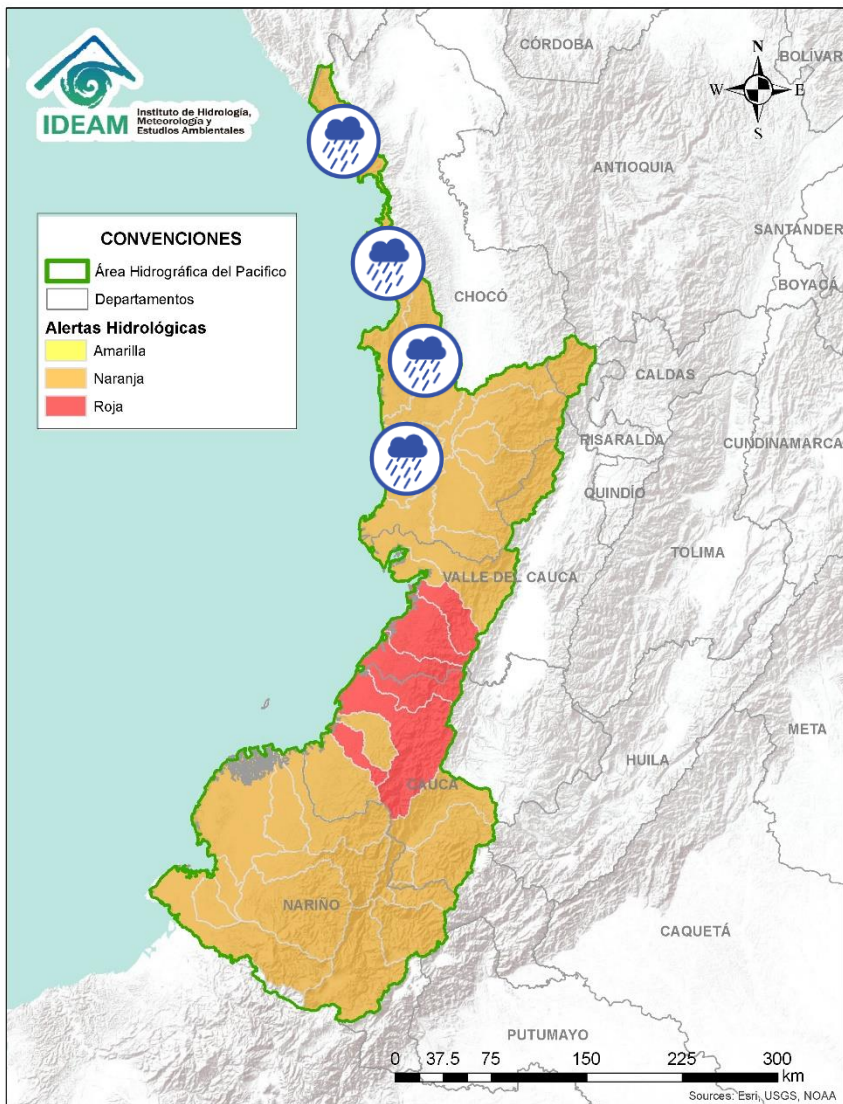 IDEAM
Instituto de Hidrología,
Meteorología y
Estudios Ambientales
N
W
E
S
CONVENCIONES
Área Hidrográfica del Pacifico
Departamentos
Alertas Hidrológicas
Amarilla
Naranja
Roja
CÓRDOBA
BOLÍVAR
ANTIOQUIA
SANTANDER
BOYACÁ
CHOCÓ
CALDAS
RISARALDA
CUNDINAMARCA
QUINDÍO
TOLIMA
VALLE DEL CAUCA
META
HUILA
CAUCA
NARIÑO
CAQUETÁ
PUTUMAYO
0 37.5 75 150 225 300
km
Sources: Esri, USGS, NOAA